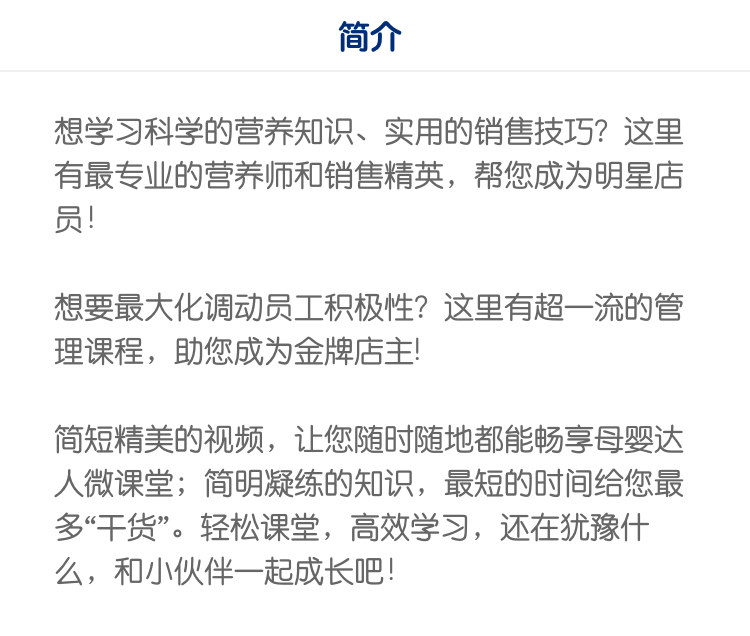 简介
想学习科学的营养知识、实用的销售技巧？这里
有最专业的营养师和销售精英，帮您成为明星店
员！
想要最大化调动员工积极性？这里有超一流的管
理课程，助您成为金牌店主!
简短精美的视频，让您随时随地都能畅享母婴达
人微课堂；简明凝练的知识，最短的时间给您最
多“干货”。轻松课堂，高效学习，还在犹豫什
么，和小伙伴一起成长吧！